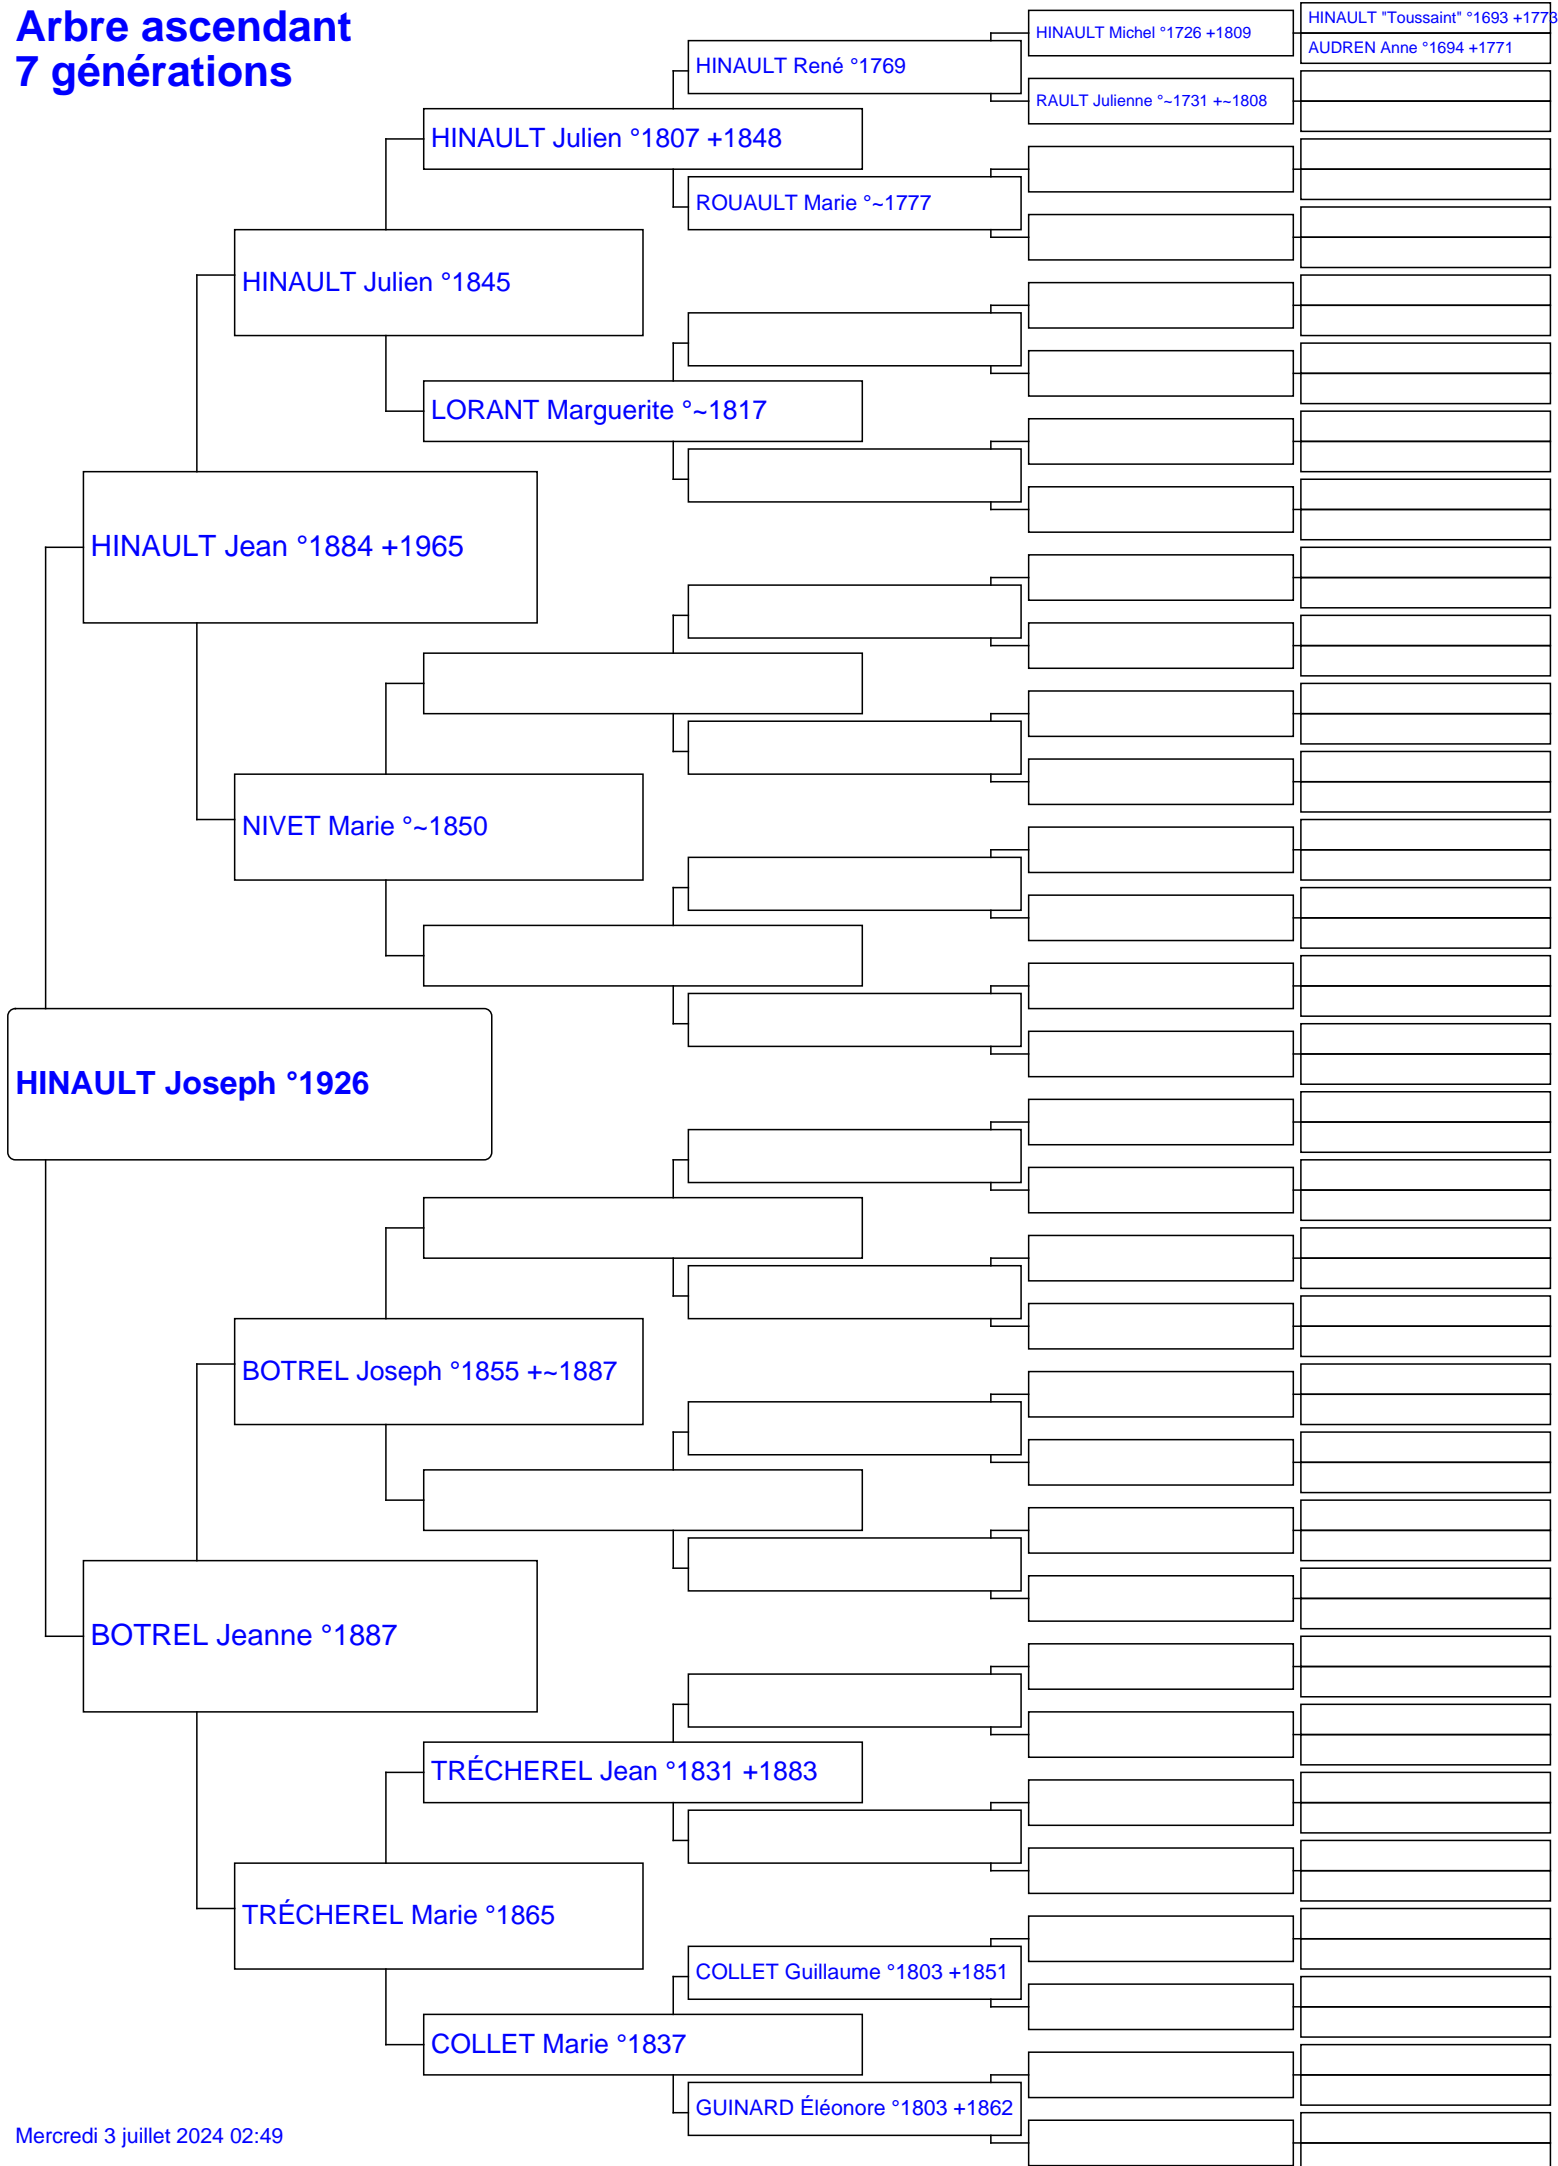 Arbre ascendant
7 générations
HINAULT Michel °1726 +1809
HINAULT "Toussaint" °1693 +1773
AUDREN Anne °1694 +1771
HINAULT René °1769
RAULT Julienne °~1731 +~1808
HINAULT Julien °1807 +1848
ROUAULT Marie °~1777
HINAULT Julien °1845
LORANT Marguerite °~1817
HINAULT Jean °1884 +1965
NIVET Marie °~1850
HINAULT Joseph °1926
BOTREL Joseph °1855 +~1887
BOTREL Jeanne °1887
TRÉCHEREL Jean °1831 +1883
TRÉCHEREL Marie °1865
COLLET Guillaume °1803 +1851
COLLET Marie °1837
GUINARD Éléonore °1803 +1862
Mercredi 3 juillet 2024 02:49